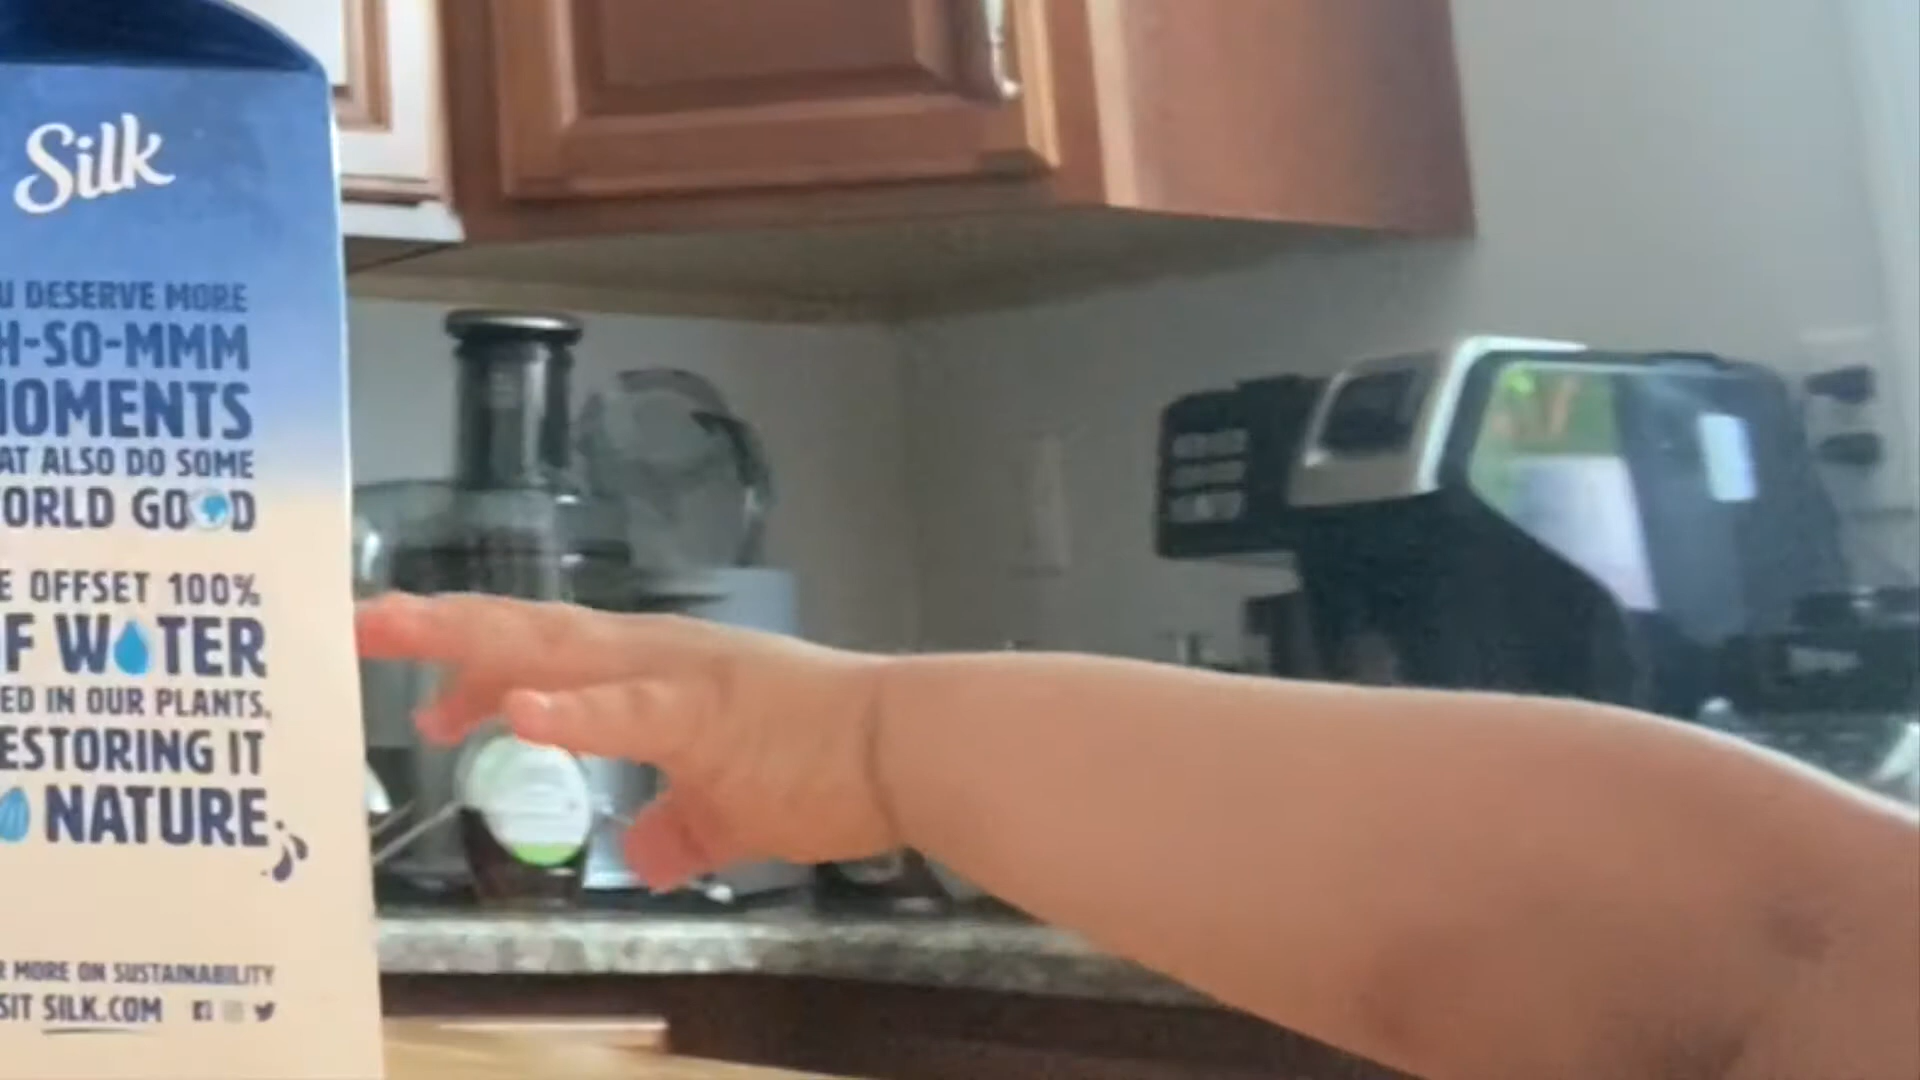 Silk
U DESERVE MORE
H-SO-MMM
MOMENTS
AT ALSO DO SOME
ORLD GOOD
E OFFSET 100%
F WATER
ED IN OUR PLANTS,
ESTORING IT
NATURE
R MORE ON SUSTAINABILITY
SIT SILK.COM